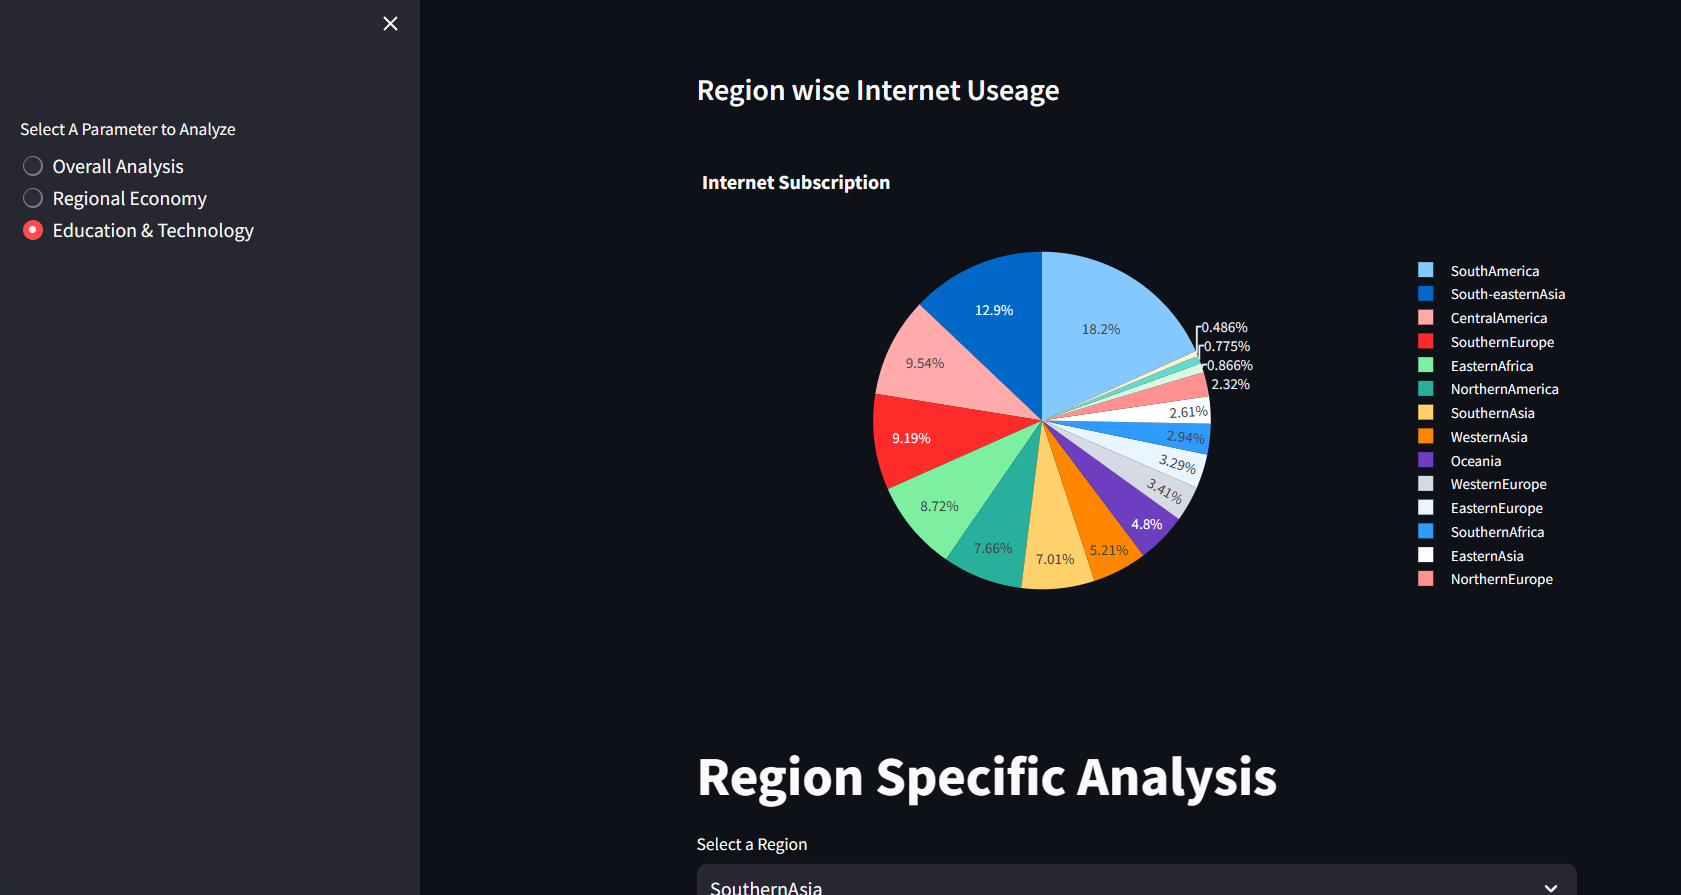 Select A Parameter to Analyze
Overall Analysis
Regional Economy
Education & Technology
Region wise Internet Useage
Internet Subscription
18.2%
0.486%
0.775%
0.866%
2.32%
2.61%
2.94%
3.29%
3.41%
4.8%
5.21%
7.01%
7.66%
8.72%
9.19%
9.54%
12.9%
SouthAmerica
South-easternAsia
CentralAmerica
SouthernEurope
EasternAfrica
NorthernAmerica
SouthernAsia
WesternAsia
Oceania
WesternEurope
EasternEurope
SouthernAfrica
EasternAsia
NorthernEurope
Region Specific Analysis
Select a Region
SouthernAsia